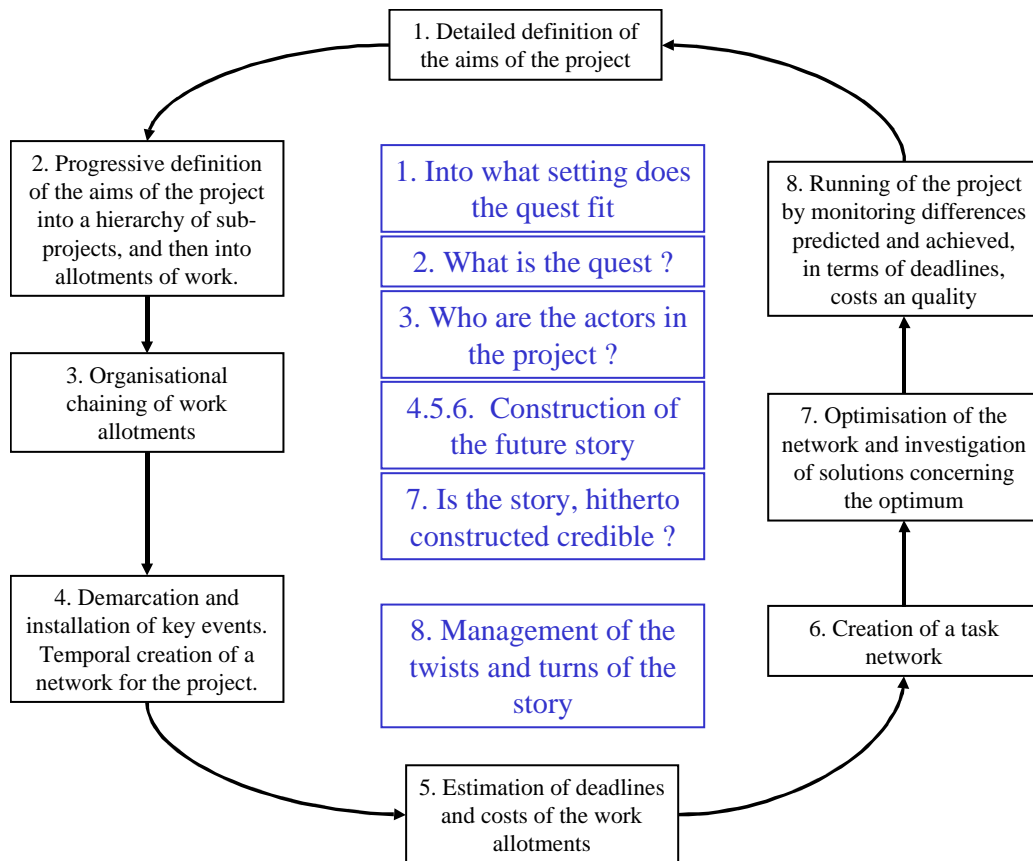 1. Detailed definition of
the aims of the project
2. Progressive definition
of the aims of the project
into a hierarchy of sub-
projects, and then into
allotments of work.
3. Organisational
chaining of work
allotments
4. Demarcation and
installation of key events.
Temporal creation of a
network for the project.
5. Estimation of deadlines
and costs of the work
allotments
6. Creation of a task
network
7. Optimisation of the
network and investigation
of solutions concerning
the optimum
8. Running of the project
by monitoring differences
predicted and achieved,
in terms of deadlines,
costs an quality
1. Into what setting does
the quest fit
2. What is the quest ?
3. Who are the actors in
the project ?
4.5.6. Construction of
the future story
7. Is the story, hitherto
constructed credible ?
8. Management of the
twists and turns of the
story